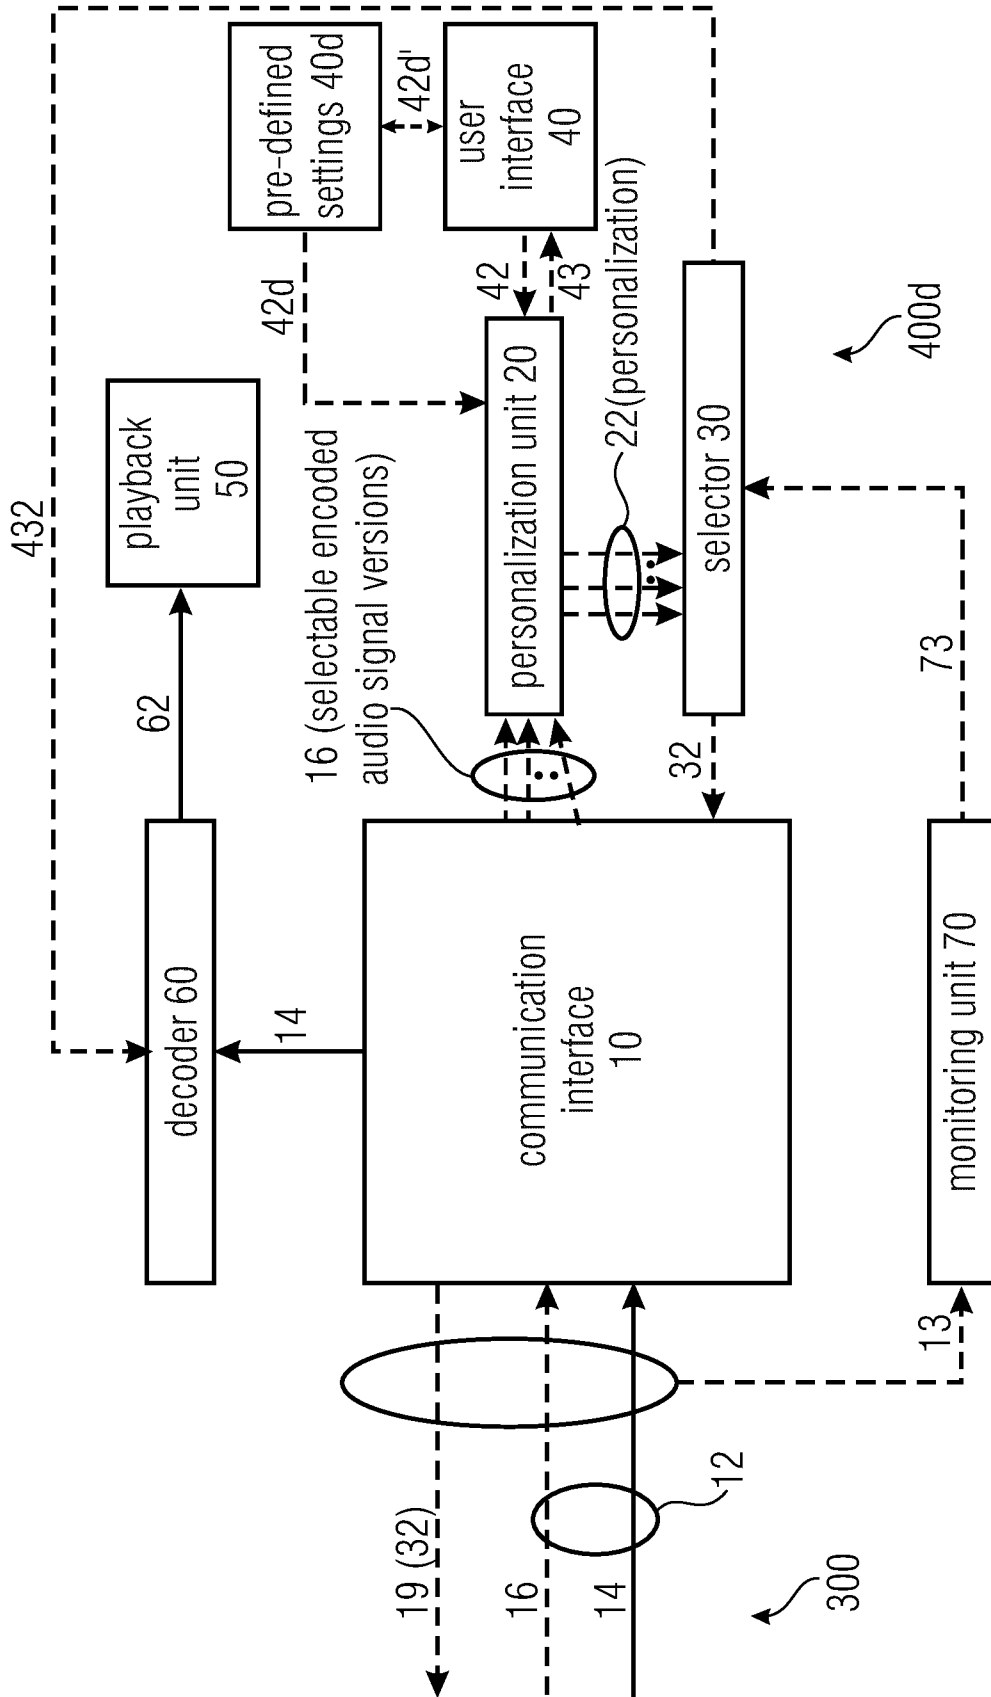 432
62
playback
unit
50
decoder 60
14
pre-defined
settings 40d
42d'
user
interface
40
42d
42
43
16 (selectable encoded
audio signal versions)
personalization unit 20
22(personalization)
selector 30
32
73
communication
interface
10
monitoring unit 70
13
19 (32)
16
14
12
300
400d